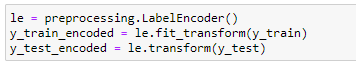 le = preprocessing.LabelEncoder()
y_train_encoded = le.fit_transform(y_train)
y_test_encoded = le.transform(y_test)